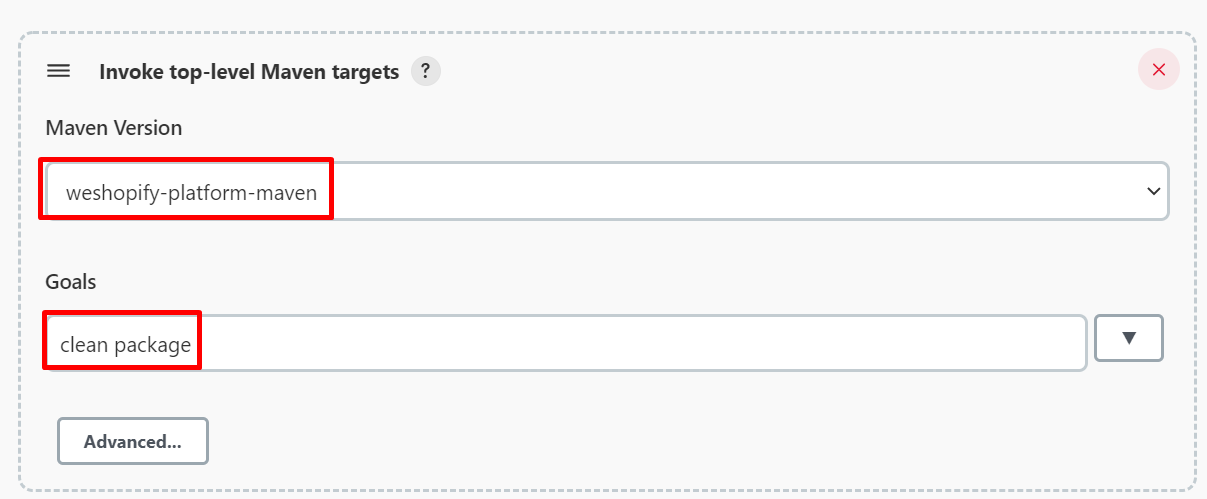 Invoke top-level Maven targets ?
Maven Version
weshopify-platform-maven
Goals
clean package
Advanced...